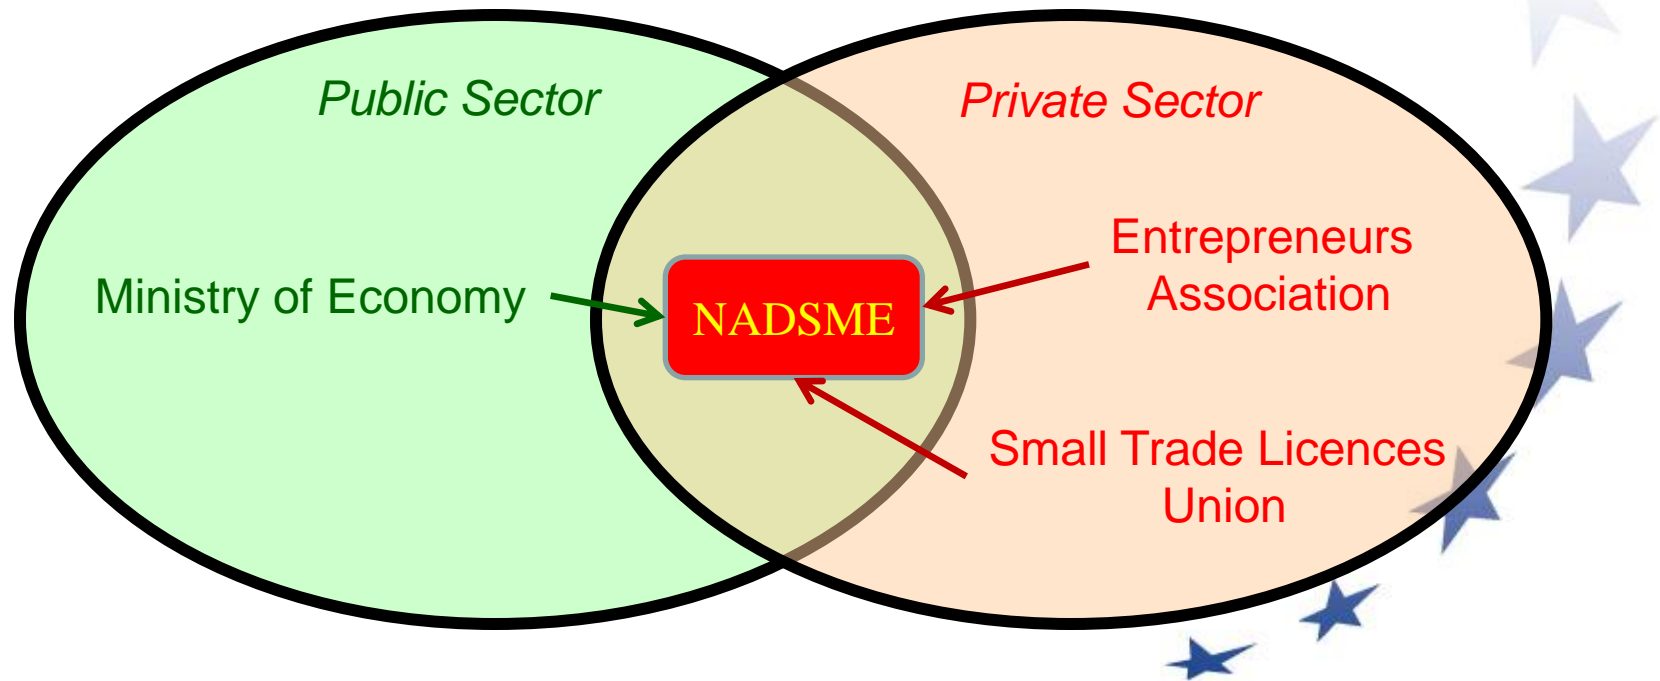 Public Sector
Private Sector
Ministry of Economy
NADSME
Entrepreneurs
Association
Small Trade Licences
Union